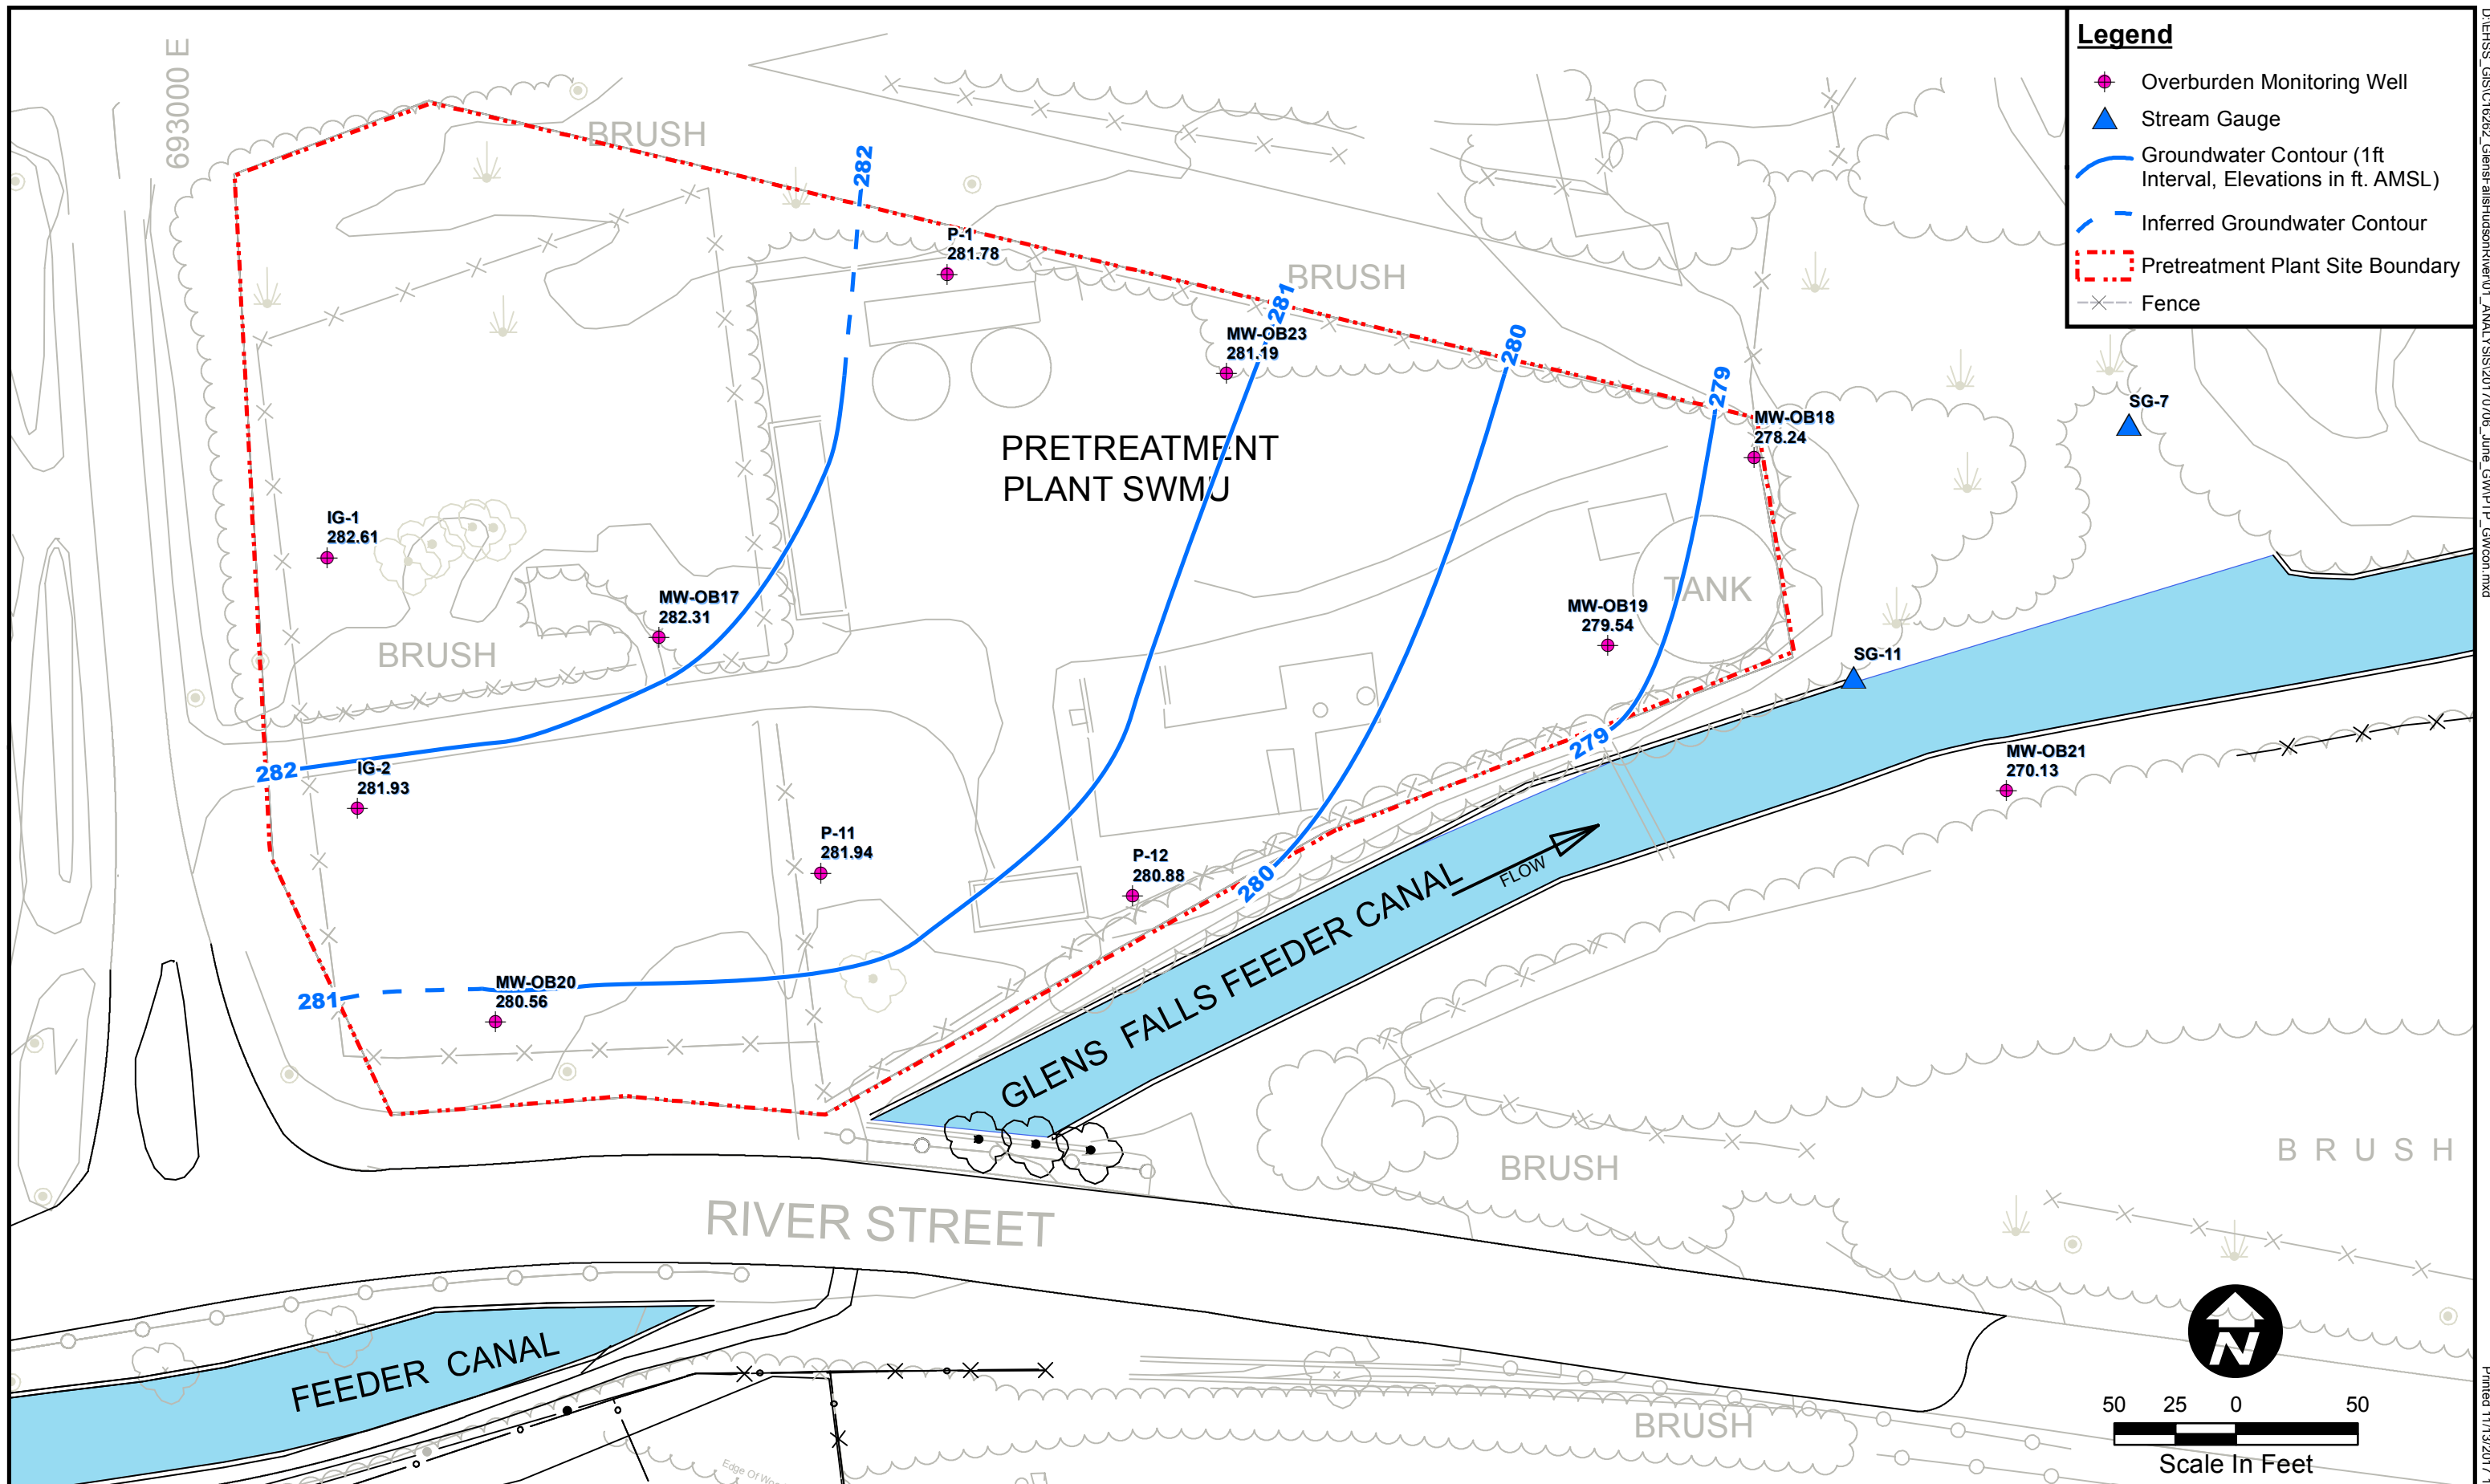 Legend
Overburden Monitoring Well
Stream Gauge
Groundwater Contour (1ft
Interval, Elevations in ft. AMSL)
Inferred Groundwater Contour
Pretreatment Plant Site Boundary
Fence
693000 E
BRUSH
282
P-1
281.78
BRUSH
281
MW-OB23
281.19
280
279
MW-OB18
278.24
SG-7
PRETREATMENT
PLANT SWMU
IG-1
282.61
MW-OB17
282.31
BRUSH
MW-OB19
279.54
TANK
SG-11
282
IG-2
281.93
279
MW-OB21
270.13
P-11
281.94
P-12
280.88
280
FLOW
GLENS FALLS FEEDER CANAL
281
MW-OB20
280.56
BRUSH
BRUSH
RIVER STREET
FEEDER CANAL
BRUSH
N
50 25 0 50
Scale In Feet